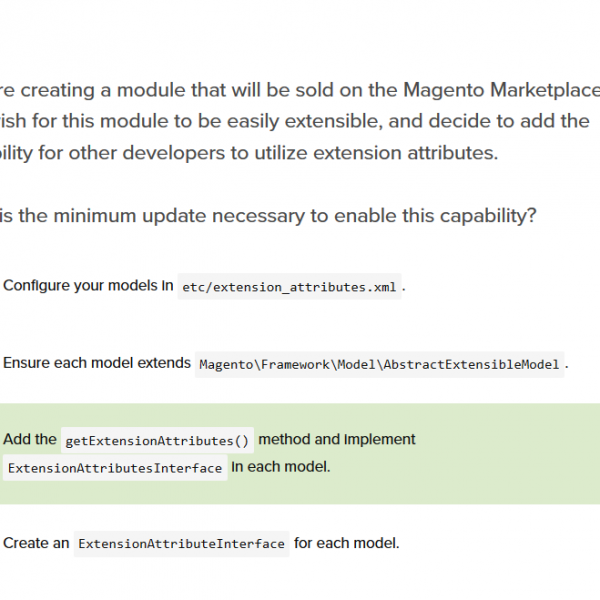 re creating a module that will be sold on the Magento Marketplace
ish for this module to be easily extensible, and decide to add the
ility for other developers to utilize extension attributes.
is the minimum update necessary to enable this capability?
Configure your models in etc/extension_attributes.xml .
Ensure each model extends Magento\Framework\Model\AbstractExtensibleModel .
Add the getExtensionAttributes() method and implement
ExtensionAttributesInterface in each model.
Create an ExtensionAttributeInterface for each model.